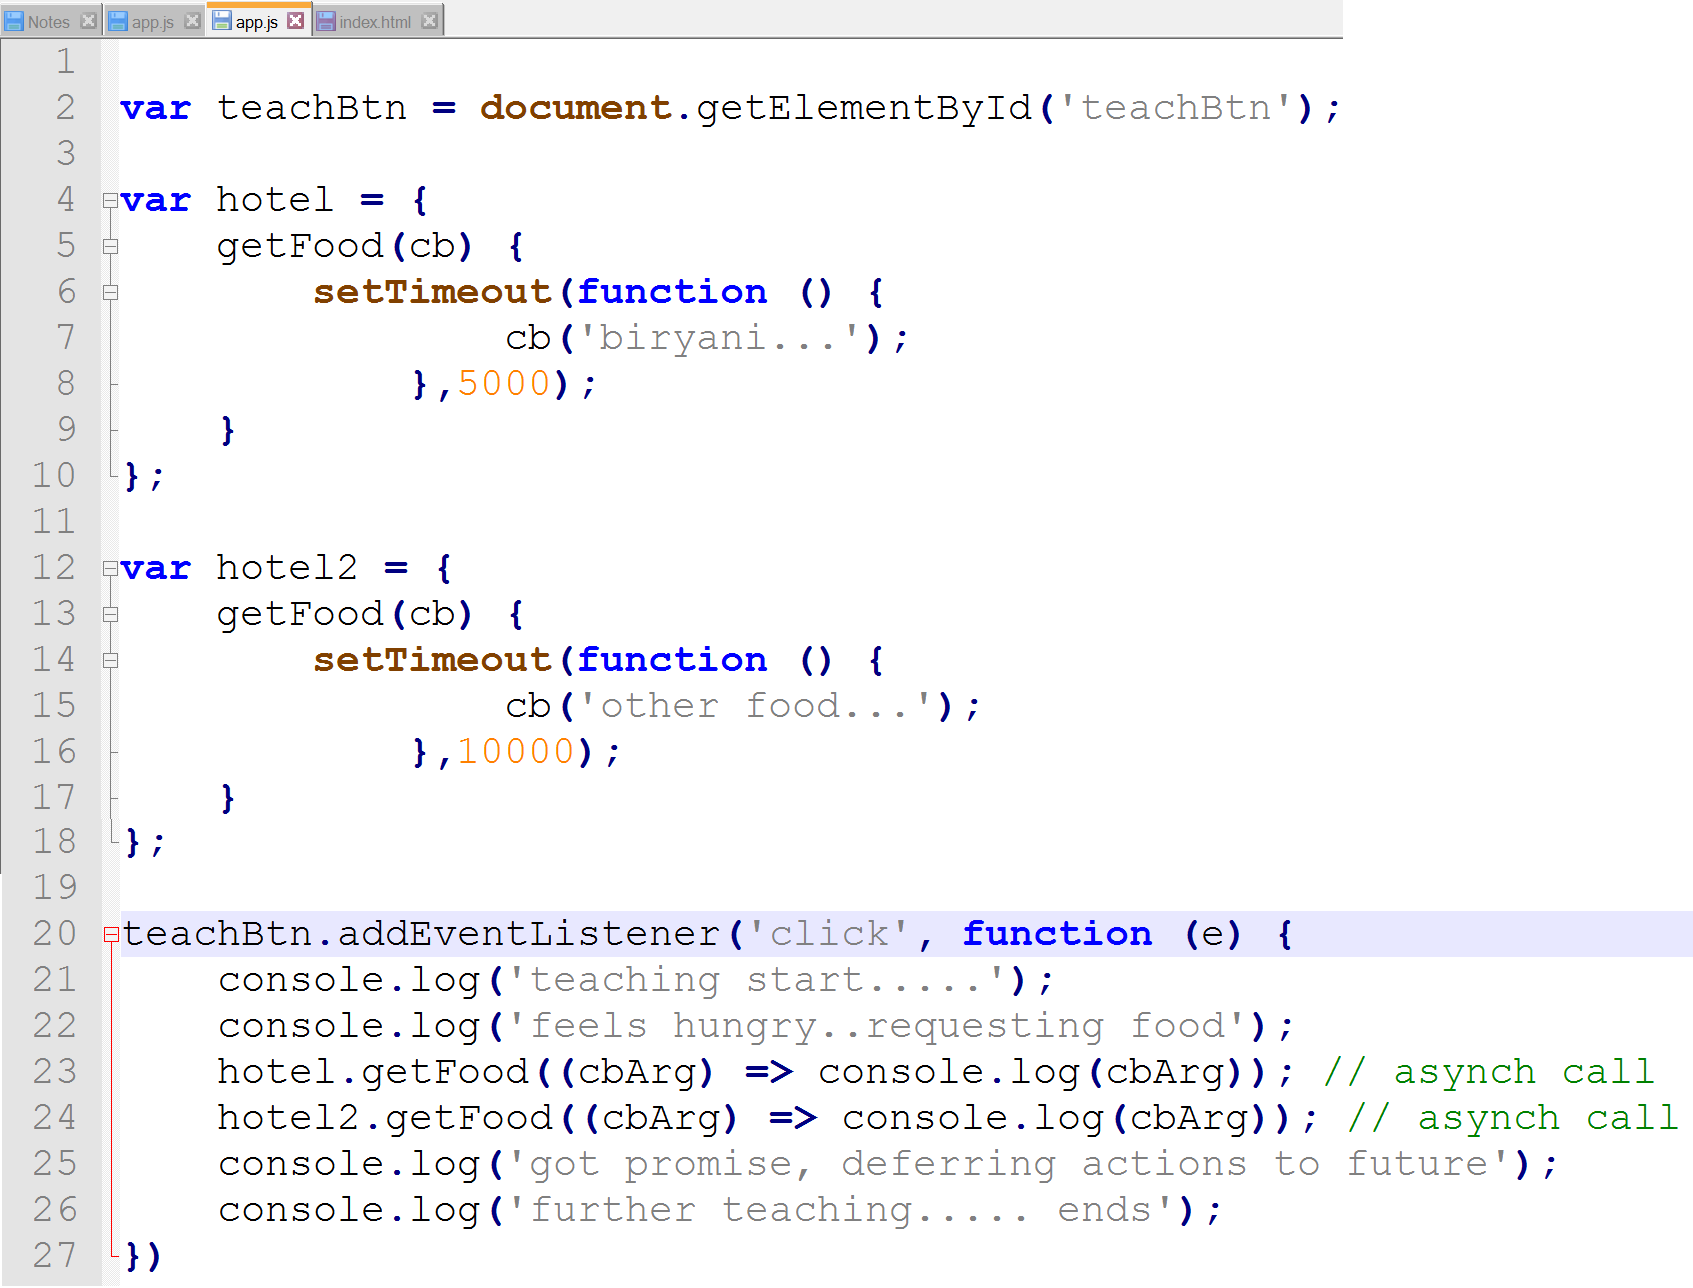 Notes app.js app.js index.html
1
2 var teachBtn = document.getElementById('teachBtn');
3
4 var hotel = {
5     getFood(cb) {
6         setTimeout(function () {
7                 cb('biryani...');
8             },5000);
9     }
10 };
11
12 var hotel2 = {
13     getFood(cb) {
14         setTimeout(function () {
15                 cb('other food...');
16             },10000);
17     }
18 };
19
20 teachBtn.addEventListener('click', function (e) {
21     console.log('teaching start.....');
22     console.log('feels hungry..requesting food');
23     hotel.getFood((cbArg) => console.log(cbArg)); // asynch call
24     hotel2.getFood((cbArg) => console.log(cbArg)); // asynch call
25     console.log('got promise, deferring actions to future');
26     console.log('further teaching..... ends');
27 })